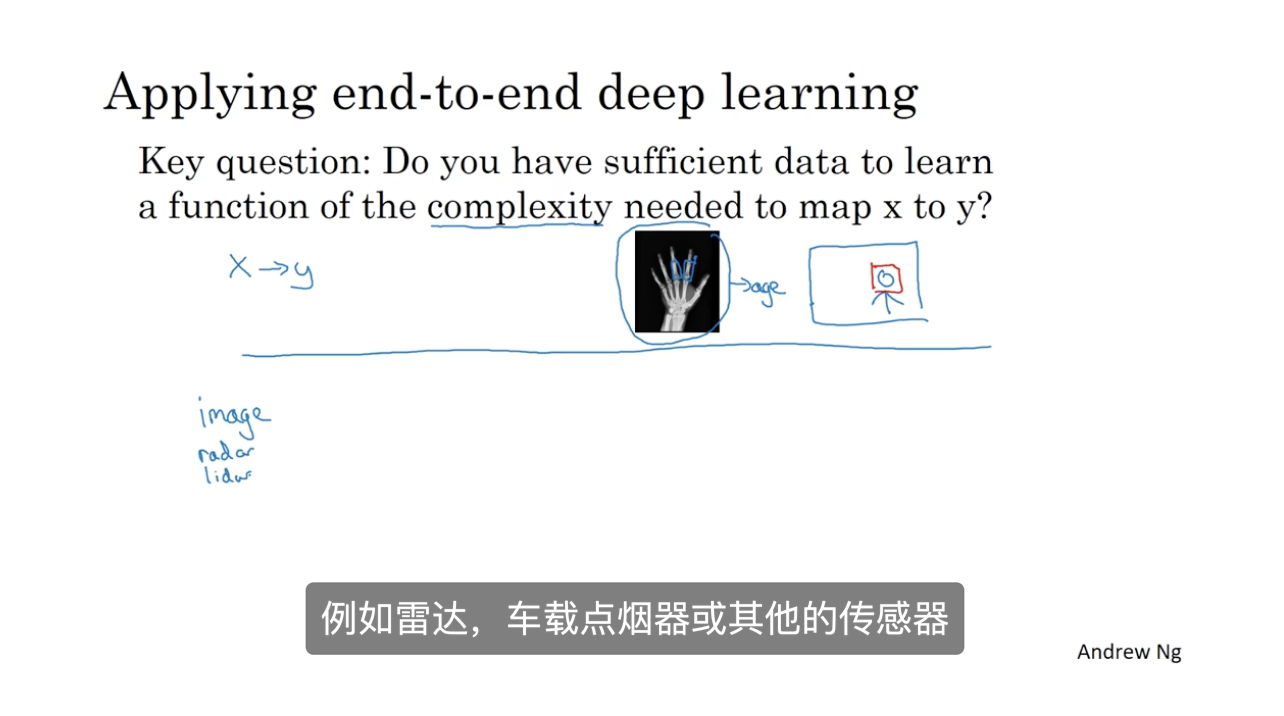 Applying end-to-end deep learning
Key question: Do you have sufficient data to learn
a function of the complexity needed to map x to y?
X → y
→ age
image
radar
lidar
例如雷达，车载点烟器或其他的传感器
Andrew Ng